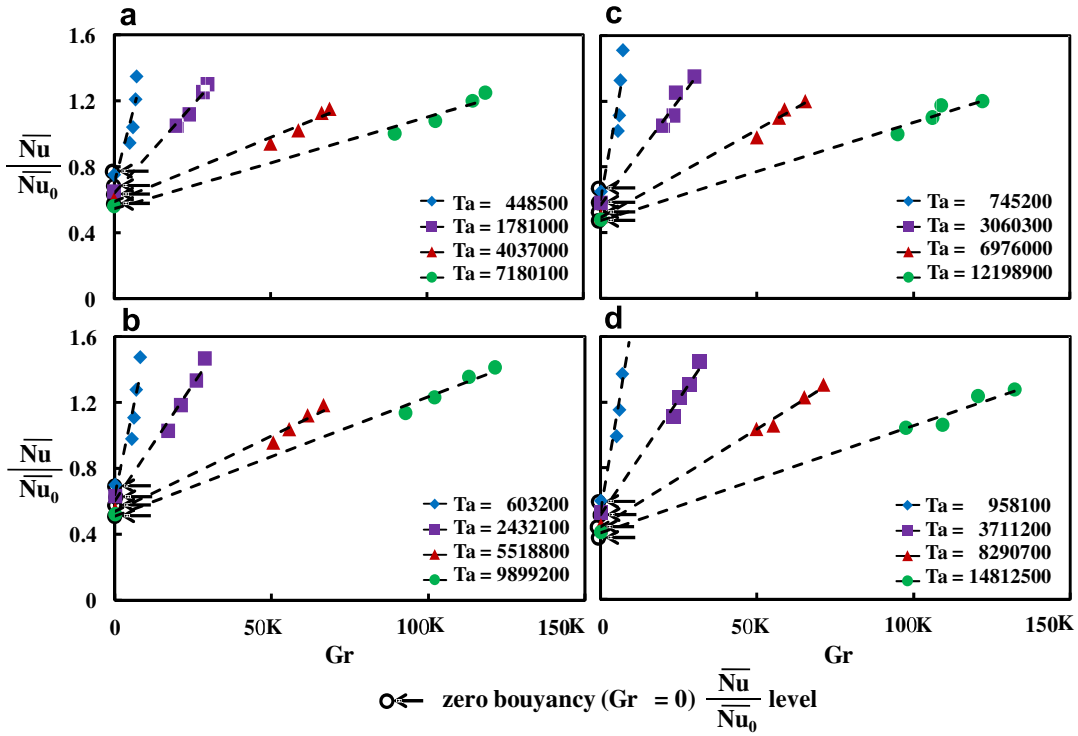 a
1.6
1.2
0.8
0.4
0
Nu
Nu0
Ta = 448500
Ta = 1781000
Ta = 4037000
Ta = 7180100
c
Ta = 745200
Ta = 3060300
Ta = 6976000
Ta = 12198900
b
1.6
1.2
0.8
0.4
0
Nu
Nu0
Ta = 603200
Ta = 2432100
Ta = 5518800
Ta = 9899200
0 50K 100K 150K
Gr
d
Ta = 958100
Ta = 3711200
Ta = 8290700
Ta = 14812500
0 50K 100K 150K
Gr
zero bouyancy (Gr = 0) Nu/Nu0 level